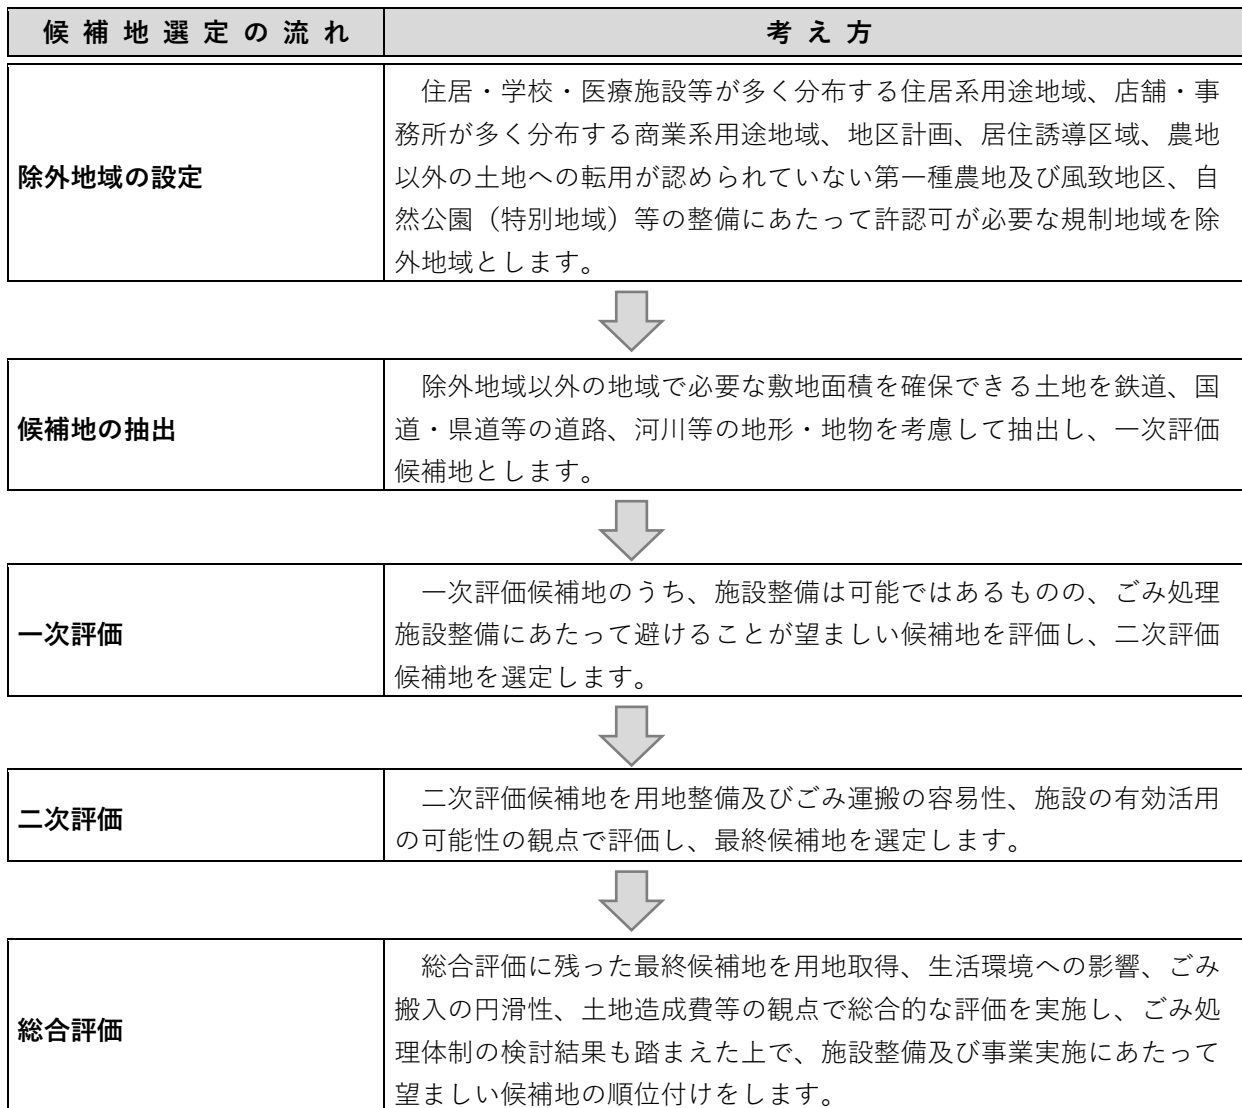 候補地選定の流れ
考え方
除外地域の設定
住居・学校・医療施設等が多く分布する住居系用途地域、店舗・事
務所が多く分布する商業系用途地域、地区計画、居住誘導区域、農地
以外の土地への転用が認められていない第一種農地及び風致地区、自
然公園（特別地域）等の整備にあたって許認可が必要な規制地域を除
外地域とします。
候補地の抽出
除外地域以外の地域で必要な敷地面積を確保できる土地を鉄道、国
道・県道等の道路、河川等の地形・地物を考慮して抽出し、一次評価
候補地とします。
一次評価
一次評価候補地のうち、施設整備は可能ではあるものの、ごみ処理
施設整備にあたって避けることが望ましい候補地を評価し、二次評価
候補地を選定します。
二次評価
二次評価候補地を用地整備及びごみ運搬の容易性、施設の有効活用
の可能性の観点で評価し、最終候補地を選定します。
総合評価
総合評価に残った最終候補地を用地取得、生活環境への影響、ごみ
搬入の円滑性、土地造成費等の観点で総合的な評価を実施し、ごみ処
理体制の検討結果も踏まえた上で、施設整備及び事業実施にあたって
望ましい候補地の順位付けをします。